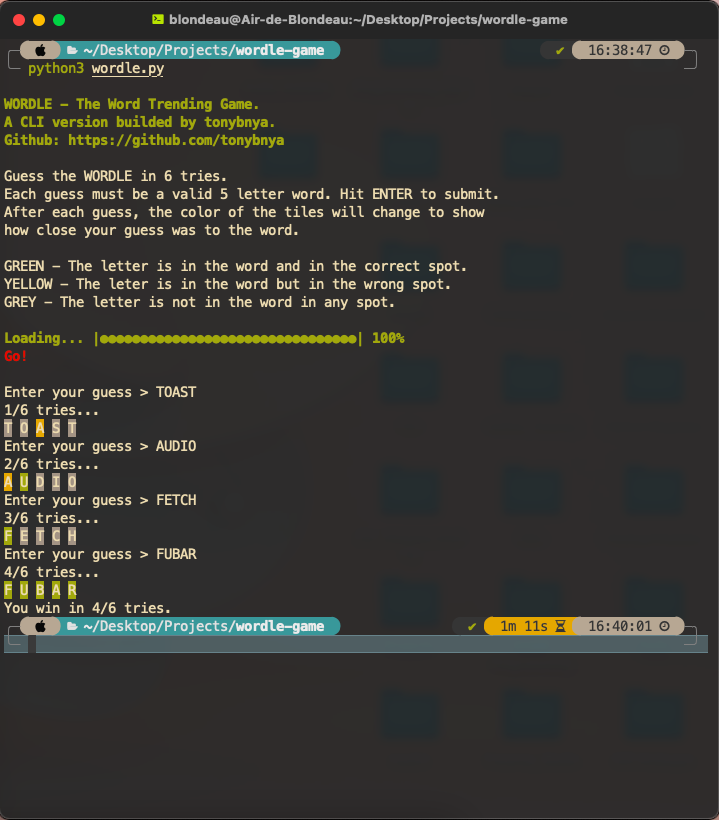 blondeau@Air-de-Blondeau:~/Desktop/Projects/wordle-game
~/Desktop/Projects/wordle-game ✔ 16:38:47
python3 wordle.py
WORDLE - The Word Trending Game.
A CLI version builded by tonybnya.
Github: https://github.com/tonybnya
Guess the WORDLE in 6 tries.
Each guess must be a valid 5 letter word. Hit ENTER to submit.
After each guess, the color of the tiles will change to show
how close your guess was to the word.
GREEN - The letter is in the word and in the correct spot.
YELLOW - The leter is in the word but in the wrong spot.
GREY - The letter is not in the word in any spot.
Loading... |●●●●●●●●●●●●●●●●●●●●●●●●●●●●●●●●| 100%
Go!
Enter your guess > TOAST
1/6 tries...
T O A S T
Enter your guess > AUDIO
2/6 tries...
A U D I O
Enter your guess > FETCH
3/6 tries...
F E T C H
Enter your guess > FUBAR
4/6 tries...
F U B A R
You win in 4/6 tries.
~/Desktop/Projects/wordle-game ✔ 1m 11s 16:40:01